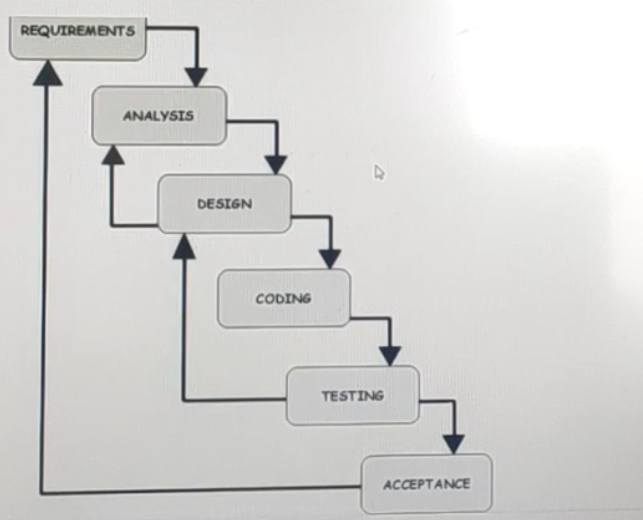 REQUIREMENTS
ANALYSIS
DESIGN
CODING
TESTING
ACCEPTANCE